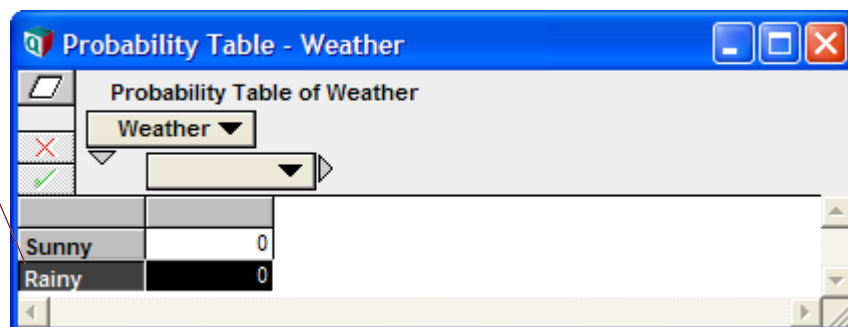 Probability Table - Weather
Probability Table of Weather
Weather
Sunny 0
Rainy 0